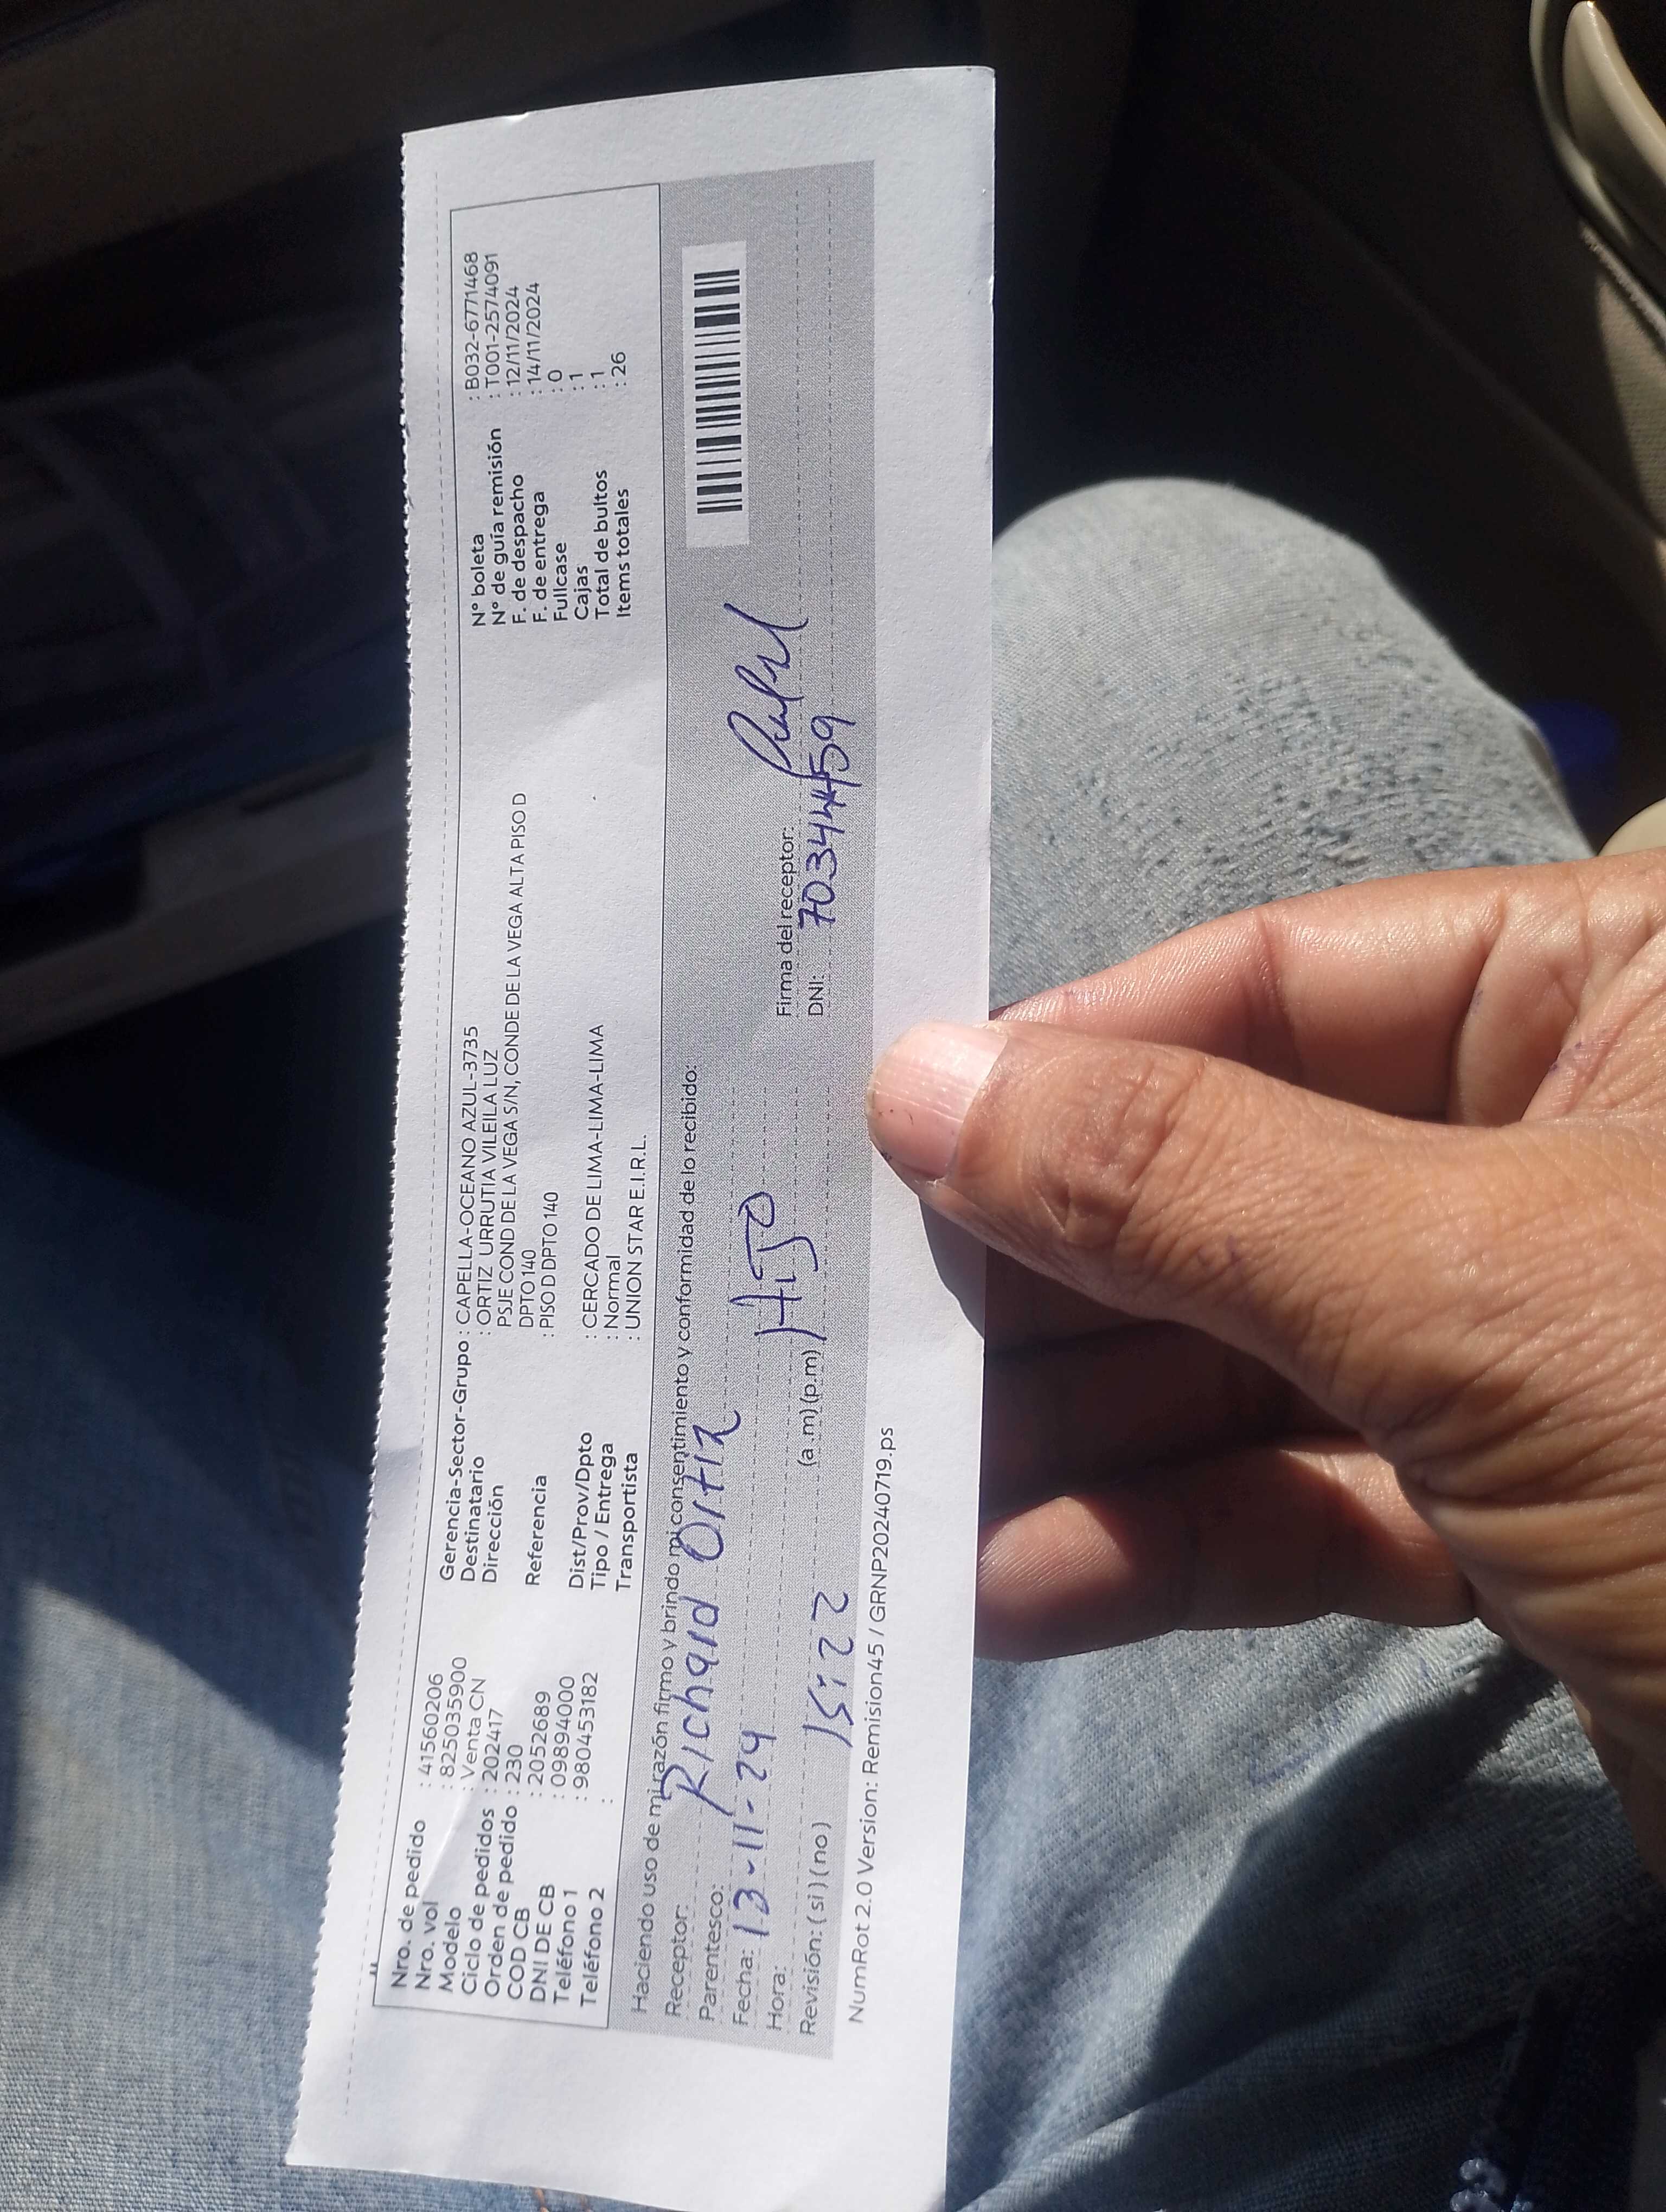 Nro. de pedido : 41560206
Nro. vol : 825035900
Modelo : Venta CN
Ciclo de pedidos : 202417
Orden de pedido : 230
COD CB : 2052689
DNI DE CB : 09894000
Teléfono 1 : 980453182
Teléfono 2 :
Gerencia-Sector-Grupo : CAPELLA-OCEANO AZUL-3735
Destinatario : ORTIZ URRUTIA VILEILA LUZ
Dirección PSJE COND DE LA VEGA S/N, CONDE DE LA VEGA ALTA PISO D
DPTO 140
Referencia : PISO D DPTO 140
Dist/Prov/Dpto : CERCADO DE LIMA-LIMA-LIMA
Tipo / Entrega : Normal
Transportista : UNION STAR E.I.R.L.
N° boleta : B032-6771468
N° de guía remisión : T001-2574091
F. de despacho : 12/11/2024
F. de entrega : 14/11/2024
Fullcase : 0
Cajas : 1
Total de bultos : 1
Items totales : 26
Haciendo uso de mi razón firmo y brindo mi consentimiento y conformidad de lo recibido:
Receptor: Richard Ortiz
Parentesco:
Fecha: 13-11-24
Hora: 15:22 (a.m) (p.m)
Revisión: (si) (no)
Firma del receptor:
DNI: 70344459
NumRot 2.0 Version: Remision45 / GRNP20240719.ps